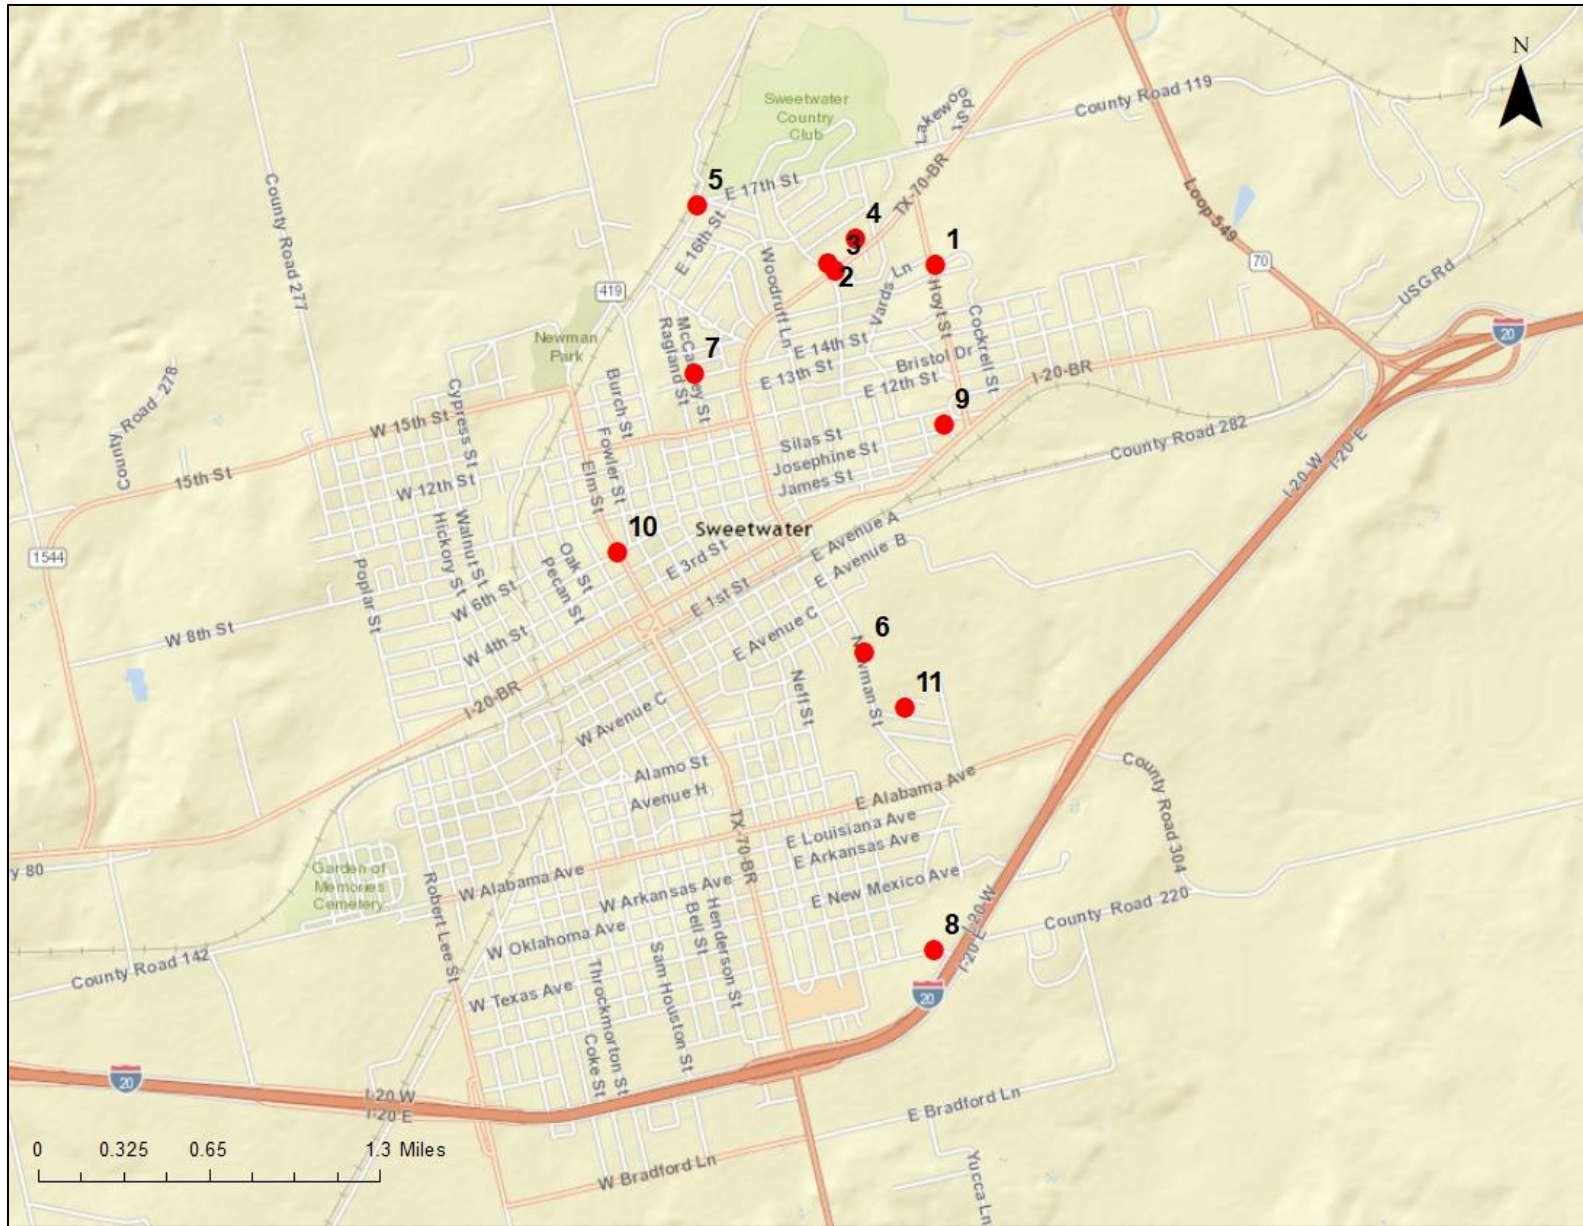 N
Sweetwater
Country
Club
Lakewoo
d St
County Road 119
TX-70-BR
Loop 549
70
USG Rd
20
County Road 277
5
E 17th St
E 16th St
4
3
2
1
Woodruff Ln
Vards Ln
Hoyt St
Cockrell St
419
Newman
Park
7
Ragland St
E 14th St
E 13th St
Bristol Dr
E 12th St
I-20-BR
County Road 278
Cypress St
Burch St
W 15th St
15th St
9
Silas St
Josephine St
James St
County Road 282
I-20 W
I-20 E
W 12th St
Fowler St
Elm St
Hickory St
Walnut St
10
Sweetwater
E 3rd St
E 1st St
E Avenue A
E Avenue B
E Avenue C
1544
Poplar St
Oak St
Pecan St
W 6th St
W 4th St
W 8th St
6
11
Neff St
I-20-BR
W Avenue C
Alamo St
Avenue H
TX-70-BR
E Alabama Ave
E Louisiana Ave
E Arkansas Ave
E New Mexico Ave
County Road 304
County Road 220
y 80
Garden of
Memories
Cemetery
W Alabama Ave
W Arkansas Ave
W Oklahoma Ave
W Texas Ave
Robert Lee St
County Road 142
Henderson St
Bell St
Sam Houston St
Throckmorton St
Coke St
8
I-20 W
I-20 E
20
20
I-20 W
I-20 E
E Bradford Ln
W Bradford Ln
Yucca Ln
0 0.325 0.65 1.3 Miles